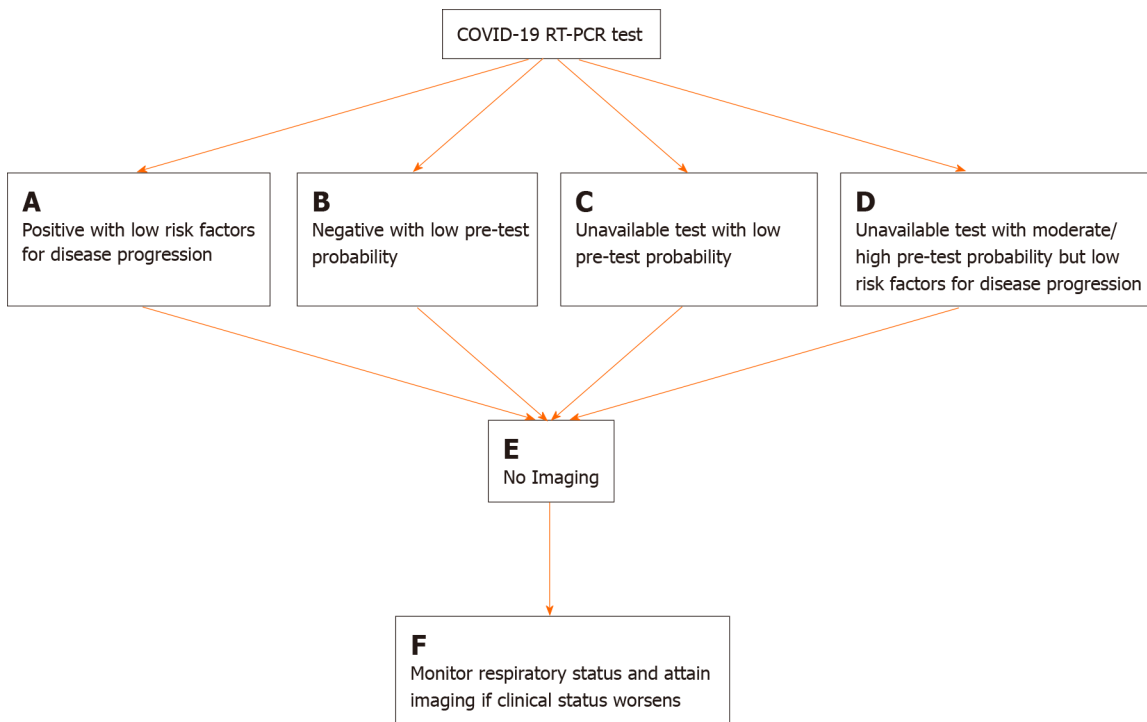 COVID-19 RT-PCR test
A
Positive with low risk factors
for disease progression
B
Negative with low pre-test
probability
C
Unavailable test with low
pre-test probability
D
Unavailable test with moderate/
high pre-test probability but low
risk factors for disease progression
E
No Imaging
F
Monitor respiratory status and attain
imaging if clinical status worsens